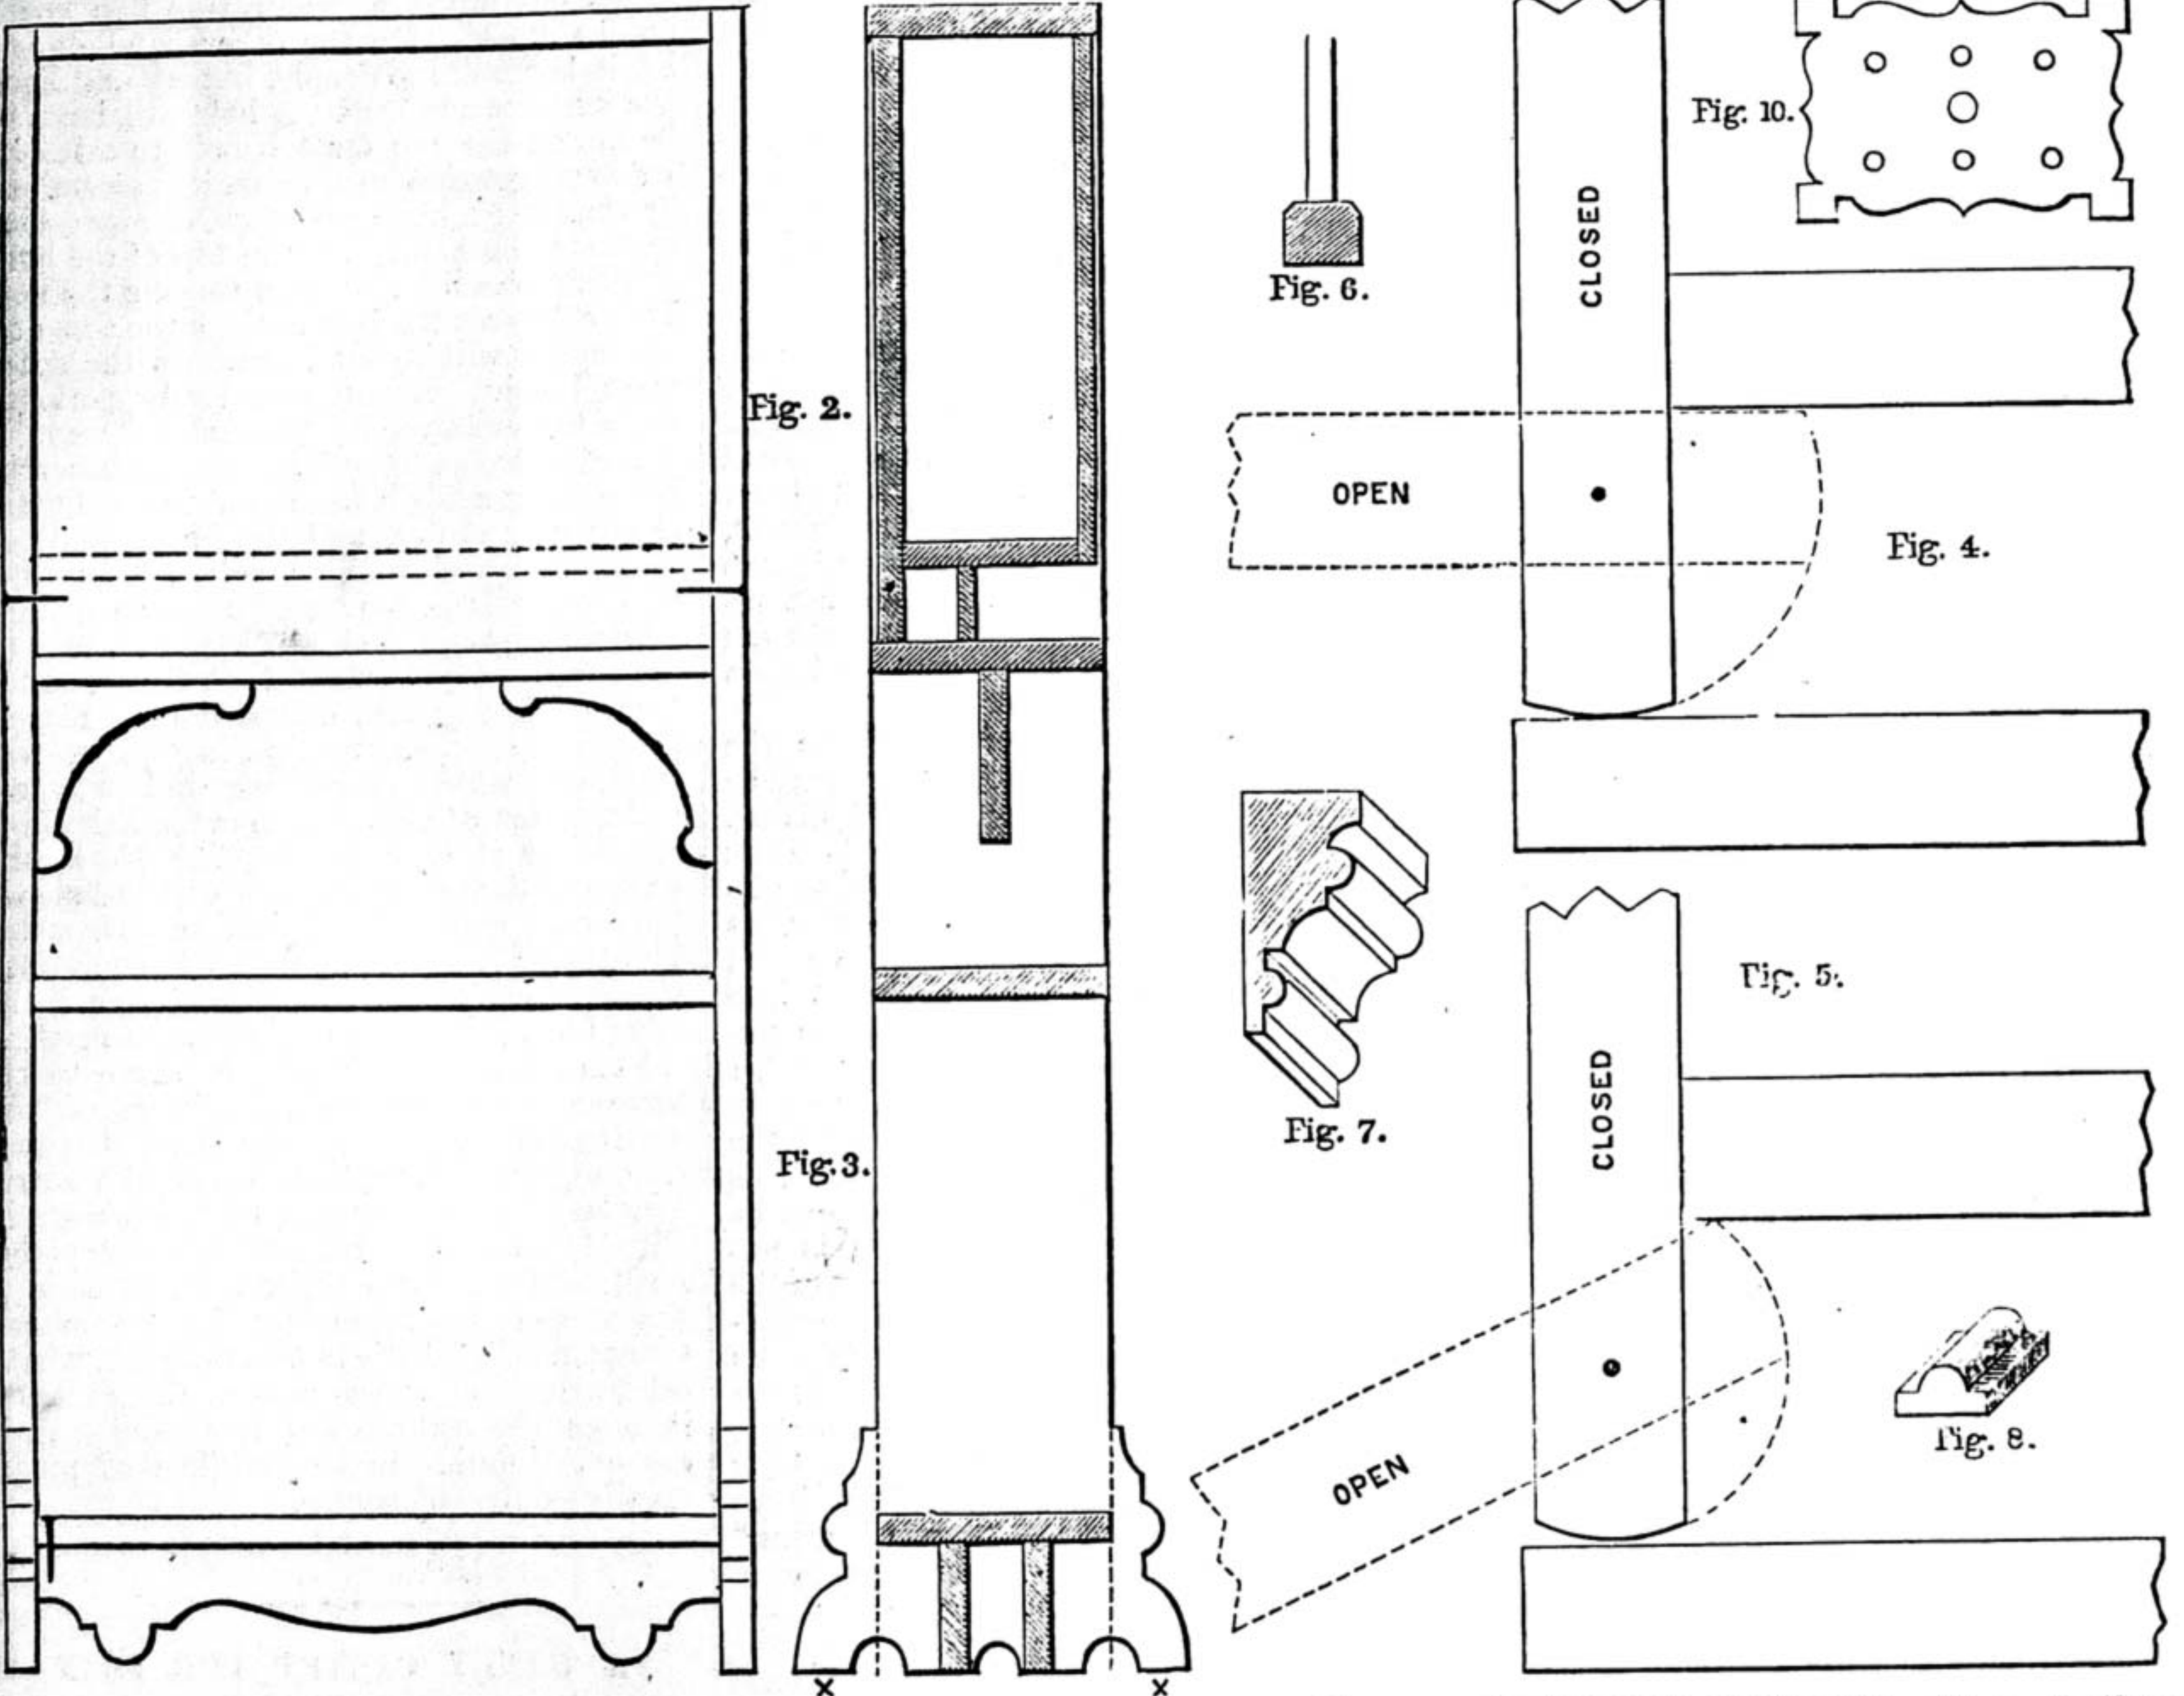 Fig. 2.
Fig. 3.
x
x
Fig. 6.
CLOSED
Fig. 10.
OPEN
Fig. 4.
Fig. 7.
Fig. 5.
CLOSED
OPEN
Fig. 8.